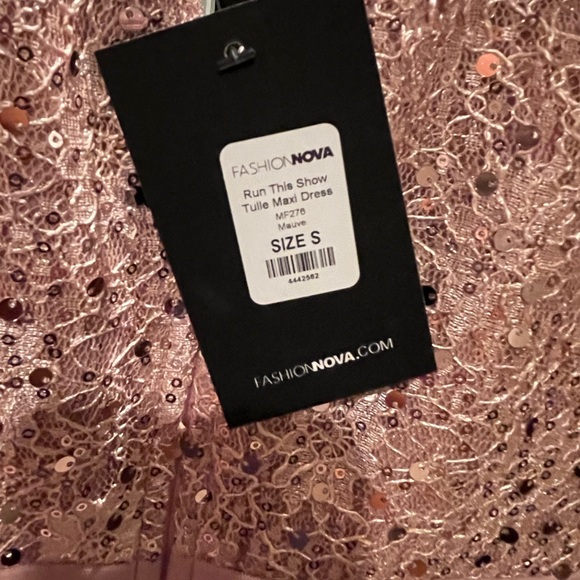 FASHIONNOVA
Run This Show
Tulle Maxi Dress
MF276
Mauve
SIZE S
4442582
FASHIONNOVA.COM